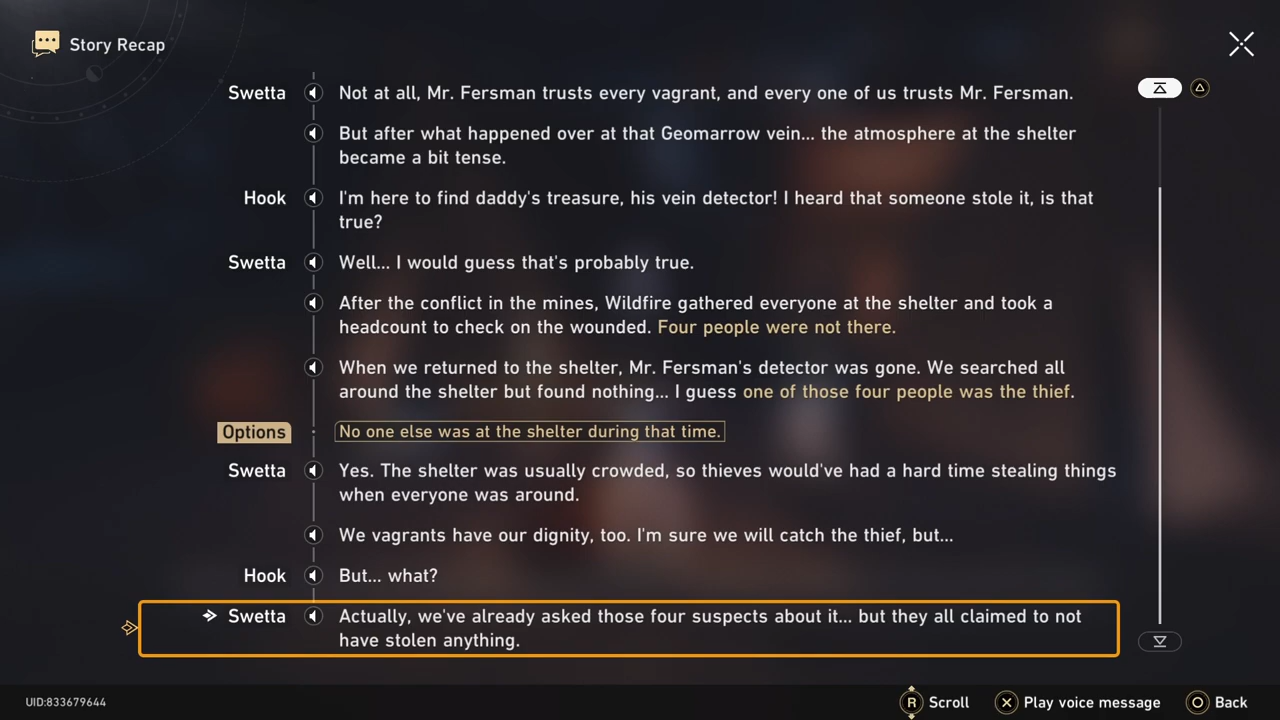 Story Recap
Swetta Not at all, Mr. Fersman trusts every vagrant, and every one of us trusts Mr. Fersman.
But after what happened over at that Geomarrow vein... the atmosphere at the shelter
became a bit tense.
Hook I'm here to find daddy's treasure, his vein detector! I heard that someone stole it, is that
true?
Swetta Well... I would guess that's probably true.
After the conflict in the mines, Wildfire gathered everyone at the shelter and took a
headcount to check on the wounded. Four people were not there.
When we returned to the shelter, Mr. Fersman's detector was gone. We searched all
around the shelter but found nothing... I guess one of those four people was the thief.
Options No one else was at the shelter during that time.
Swetta Yes. The shelter was usually crowded, so thieves would've had a hard time stealing things
when everyone was around.
We vagrants have our dignity, too. I'm sure we will catch the thief, but...
Hook But... what?
Swetta Actually, we've already asked those four suspects about it... but they all claimed to not
have stolen anything.
UID:833679644 R Scroll Play voice message Back